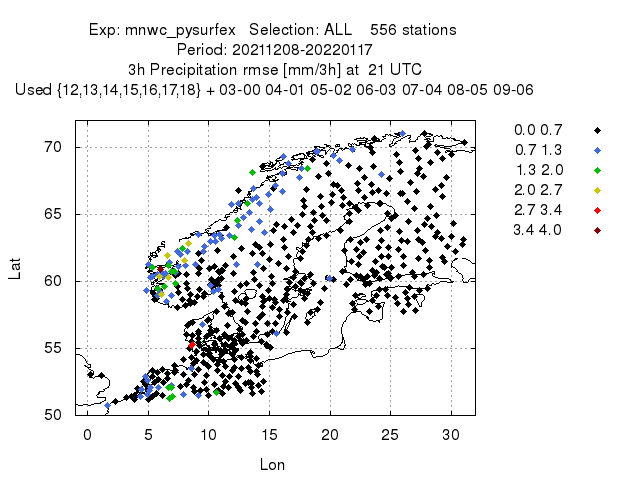 Exp: mnwc_pysurfex   Selection: ALL    556 stations
Period: 20211208-20220117
3h Precipitation rmse [mm/3h] at  21 UTC
Used {12,13,14,15,16,17,18} + 03-00 04-01 05-02 06-03 07-04 08-05 09-06
0.0 0.7
0.7 1.3
1.3 2.0
2.0 2.7
2.7 3.4
3.4 4.0
70
65
60
55
50
Lat
0 5 10 15 20 25 30
Lon